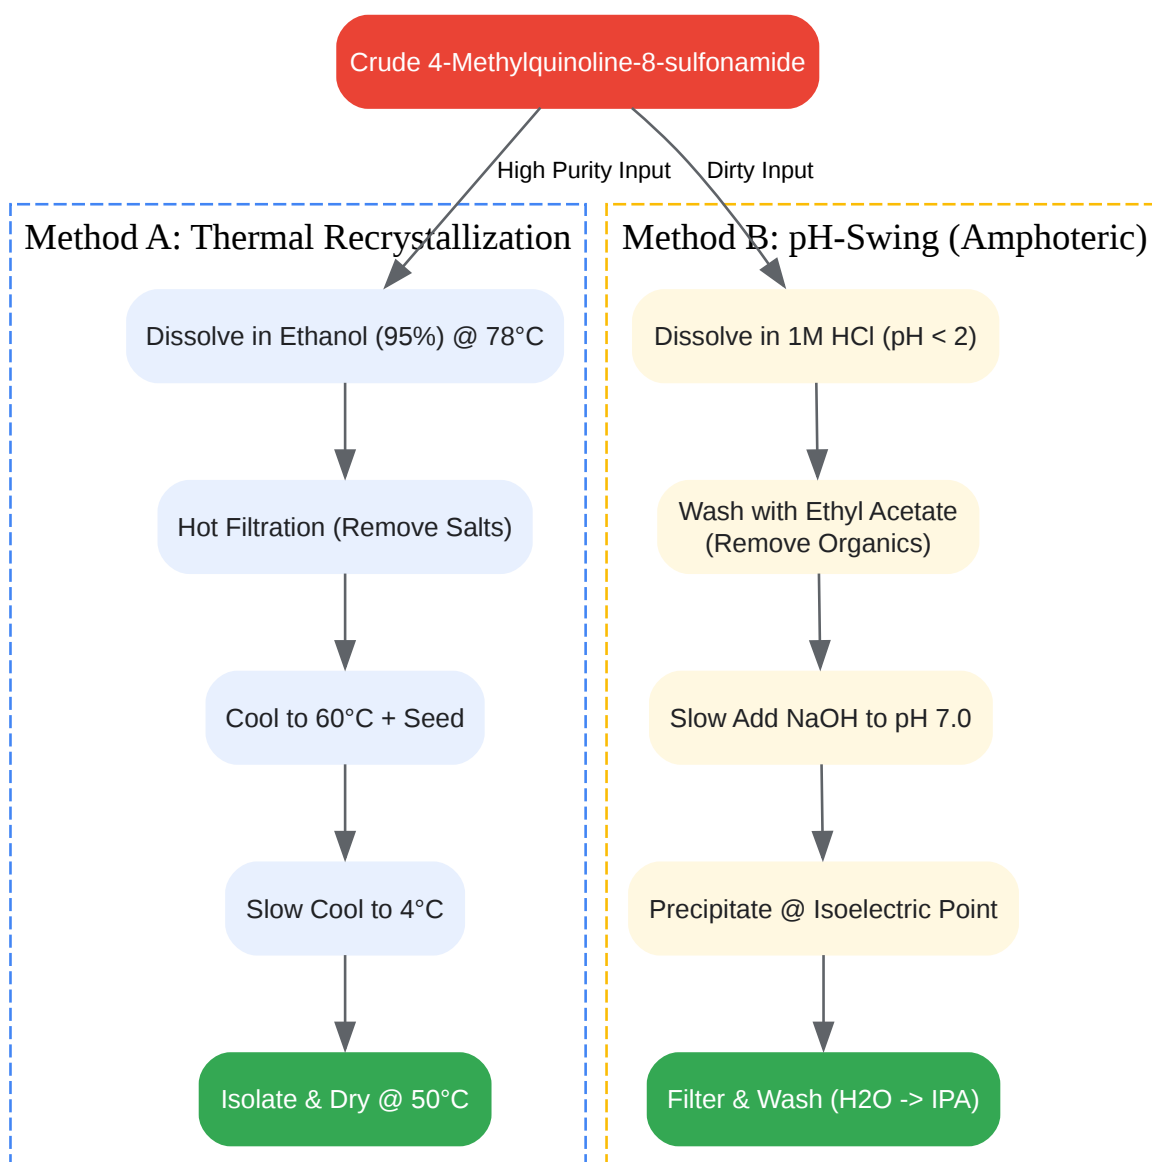 Crude 4-Methylquinoline-8-sulfonamide
High Purity Input
Dirty Input
Method A: Thermal Recrystallization
Dissolve in Ethanol (95%) @ 78°C
Hot Filtration (Remove Salts)
Cool to 60°C + Seed
Slow Cool to 4°C
Isolate & Dry @ 50°C
Method B: pH-Swing (Amphoteric)
Dissolve in 1M HCl (pH < 2)
Wash with Ethyl Acetate
(Remove Organics)
Slow Add NaOH to pH 7.0
Precipitate @ Isoelectric Point
Filter & Wash (H2O -> IPA)